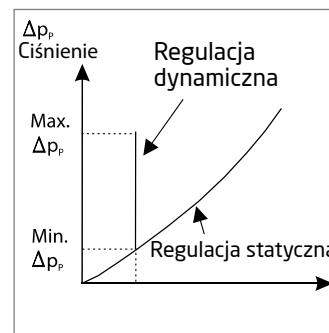 Δpₚ
Ciśnienie
Regulacja
dynamiczna
Max.
Δpₚ
Min.
Δpₚ
Regulacja statyczna